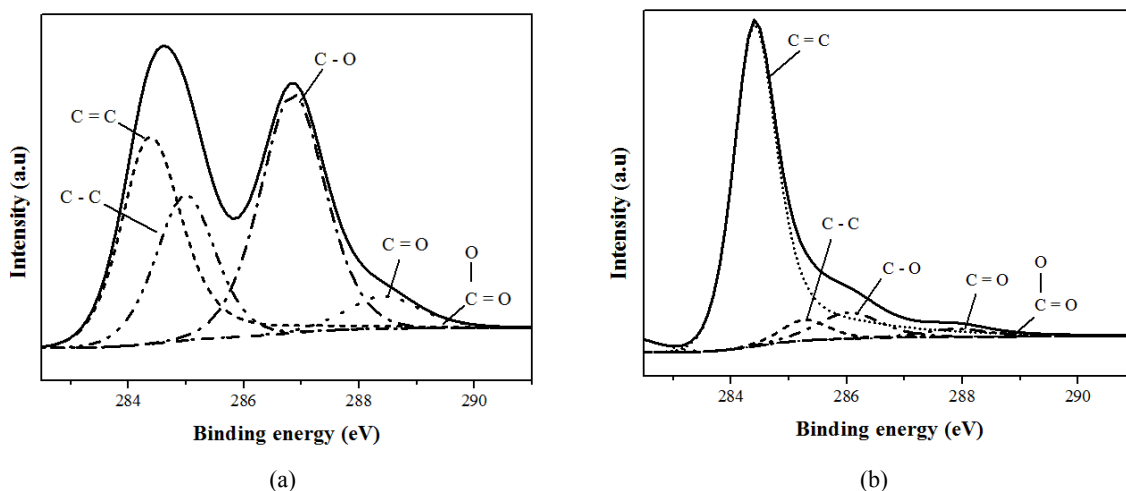 C - O
C = C
C - C
C = O
O
C = O
Intensity (a.u)
284
286
288
290
Binding energy (eV)
(a)
C = C
C - C
C - O
C = O
O
C = O
Intensity (a.u)
284
286
288
290
Binding energy (eV)
(b)